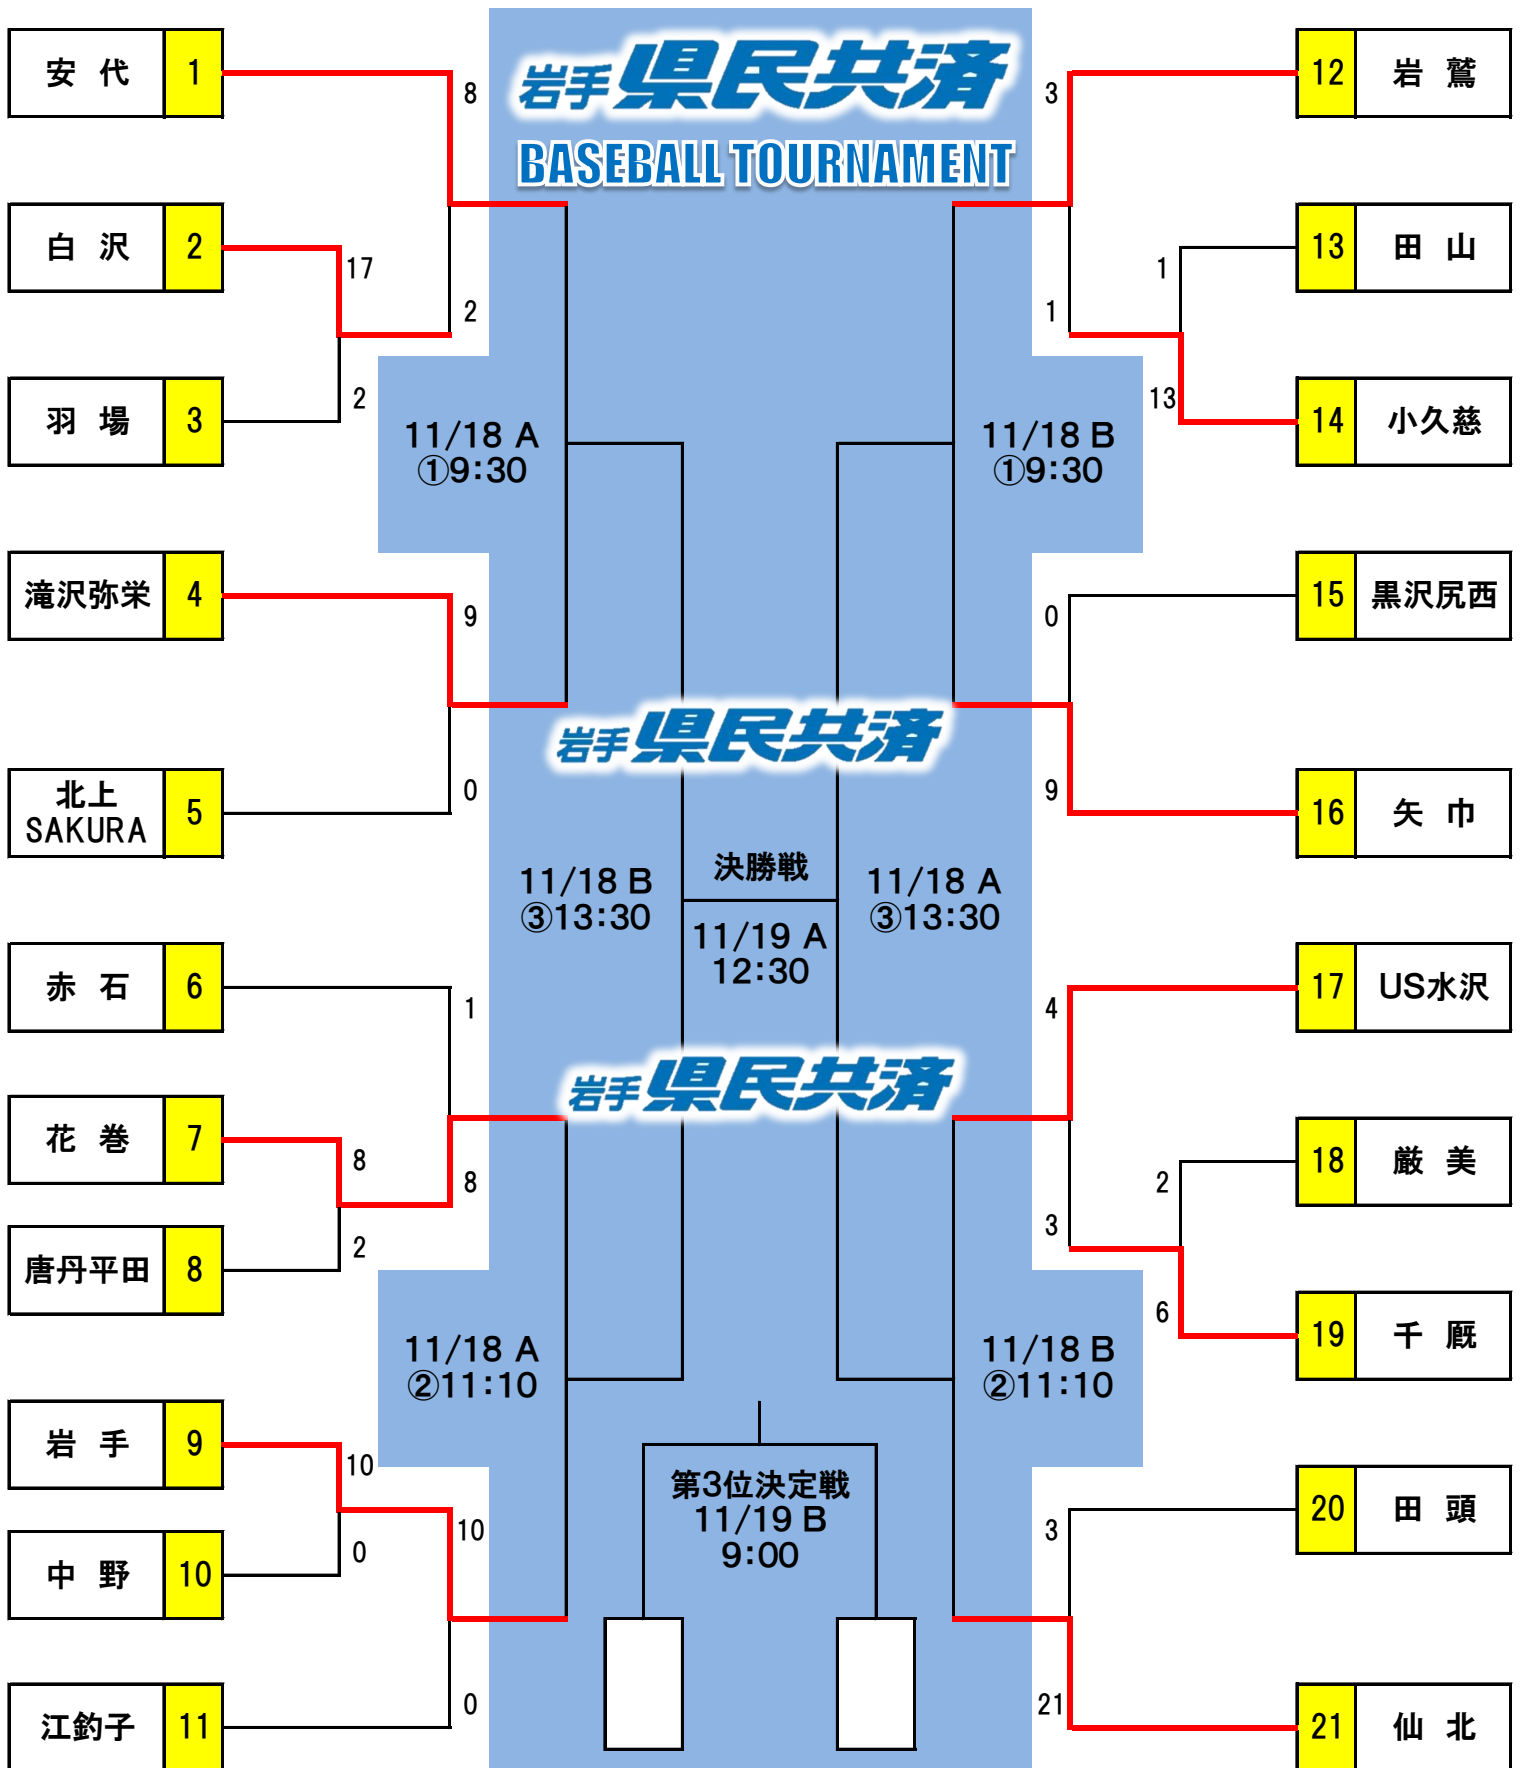 岩手 県民共済
BASEBALL TOURNAMENT
安 代 1
8
白 沢 2
17
2
羽 場 3
2
11/18 A
①9:30
滝沢弥栄 4
9
北上
SAKURA 5
0
赤 石 6
1
花 巻 7
8
8
唐丹平田 8
2
11/18 A
②11:10
岩 手 9
10
10
中 野 10
0
江釣子 11
0
岩手 県民共済
11/18 B
③13:30
決勝戦
11/19 A
12:30
11/18 A
③13:30
岩手 県民共済
第3位決定戦
11/19 B
9:00
3
12 岩 鷲
13 田 山
1
1
14 小久慈
13
11/18 B
①9:30
15 黒沢尻西
0
16 矢 巾
9
17 US水沢
4
18 厳 美
2
3
19 千 厩
6
11/18 B
②11:10
20 田 頭
3
21 仙 北
21